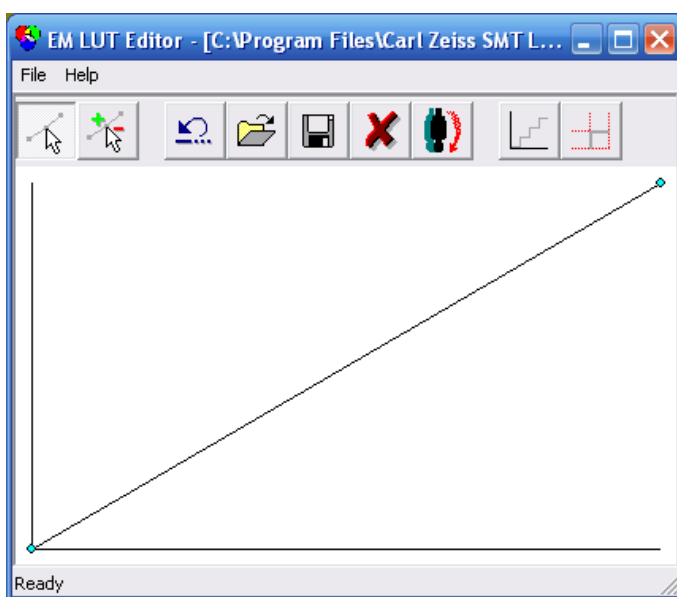 EM LUT Editor - [C:\Program Files\Carl Zeiss SMT L...
File Help
Ready